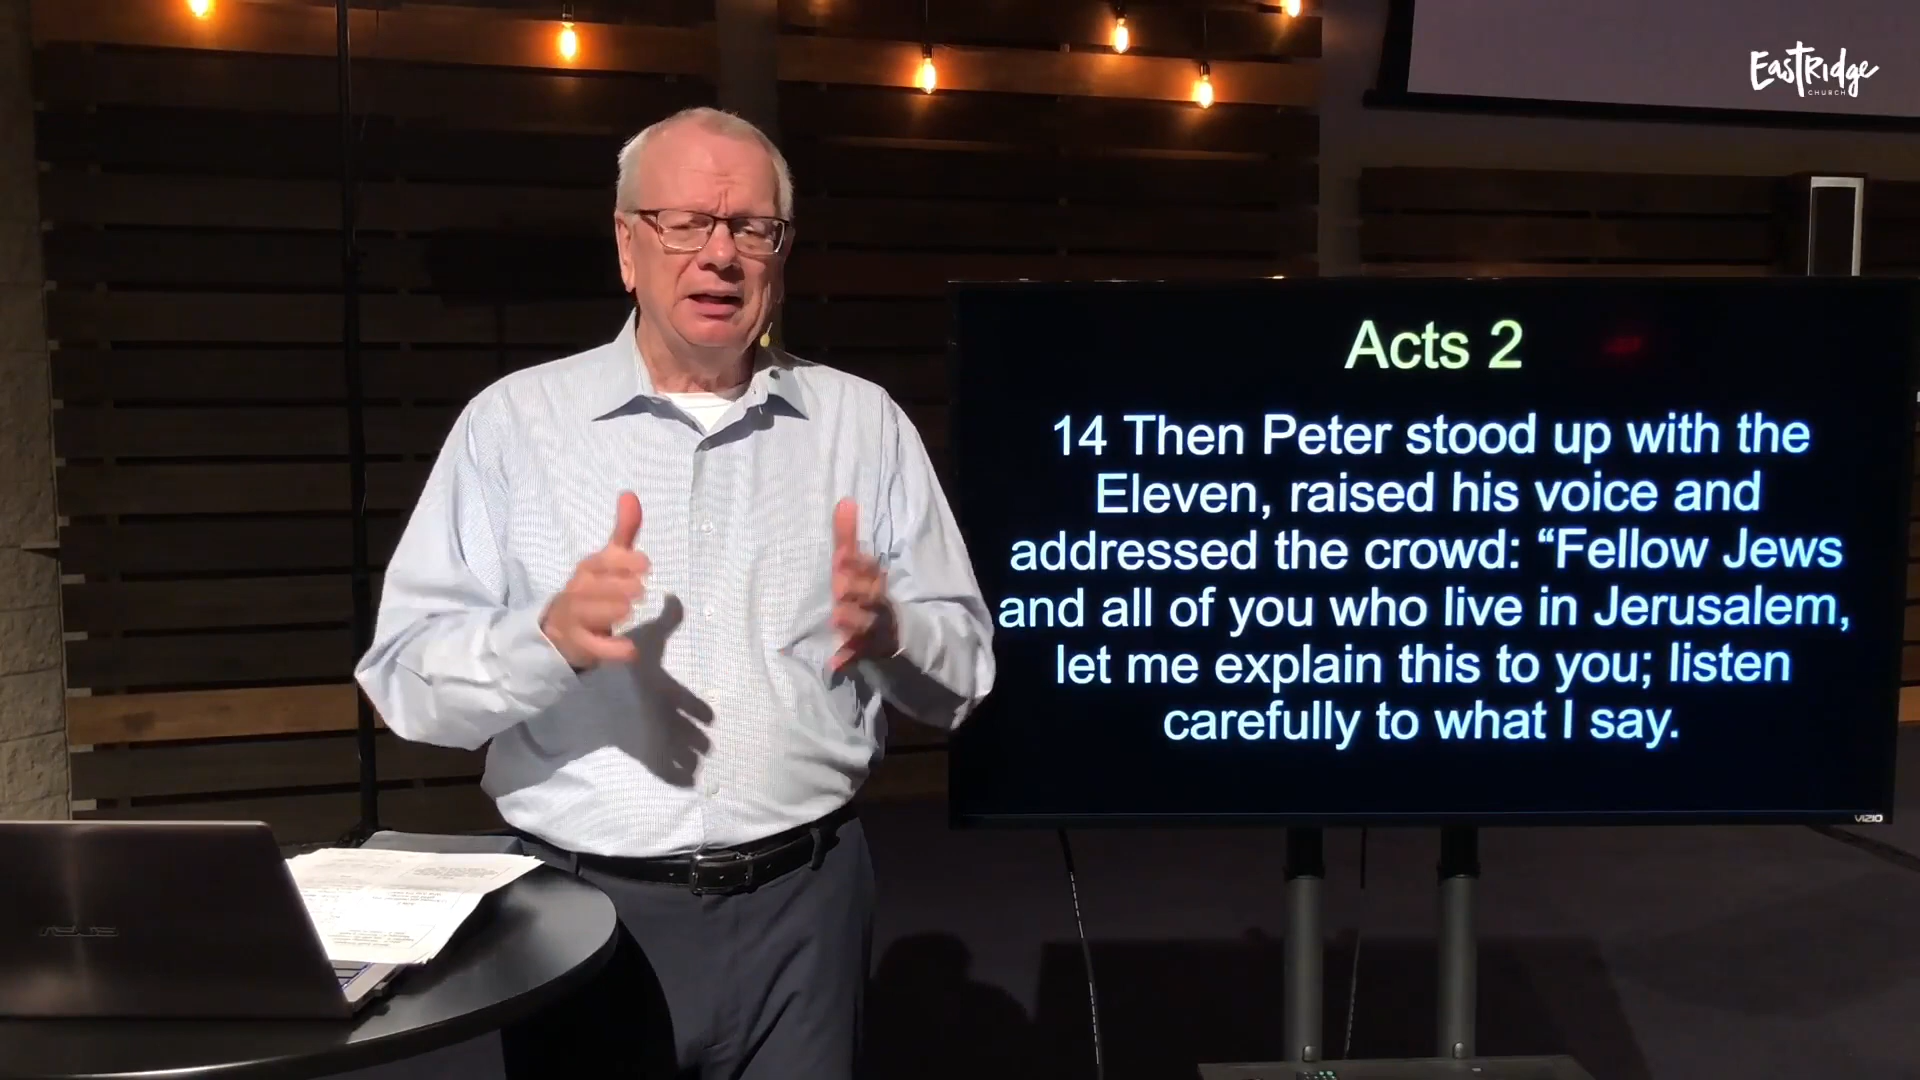 EastRidge
CHURCH
Acts 2
14 Then Peter stood up with the
Eleven, raised his voice and
addressed the crowd: “Fellow Jews
and all of you who live in Jerusalem,
let me explain this to you; listen
carefully to what I say.
VIZIO
ASUS